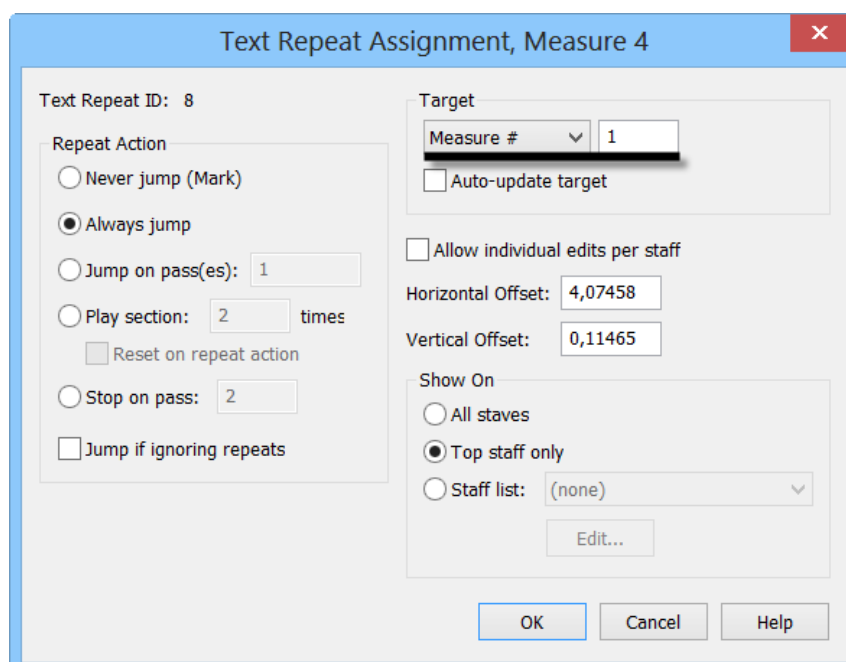 Text Repeat Assignment, Measure 4
Text Repeat ID: 8
Repeat Action
Never jump (Mark)
Always jump
Jump on pass(es): 1
Play section: 2 times
Reset on repeat action
Stop on pass: 2
Jump if ignoring repeats
Target
Measure # 1
Auto-update target
Allow individual edits per staff
Horizontal Offset: 4,07458
Vertical Offset: 0,11465
Show On
All staves
Top staff only
Staff list: (none)
Edit...
OK Cancel Help